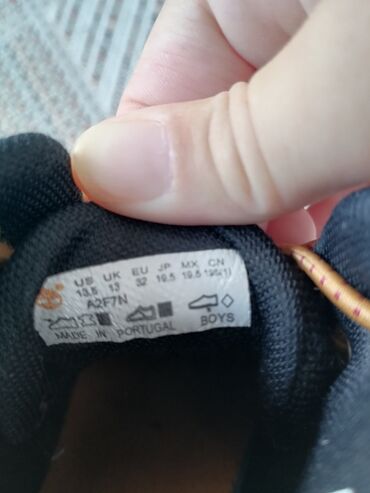 US UK EU JP MX CN
13.5 13 32 19.5 19.5 195(1)
A2F7N
BOYS
MADE IN PORTUGAL